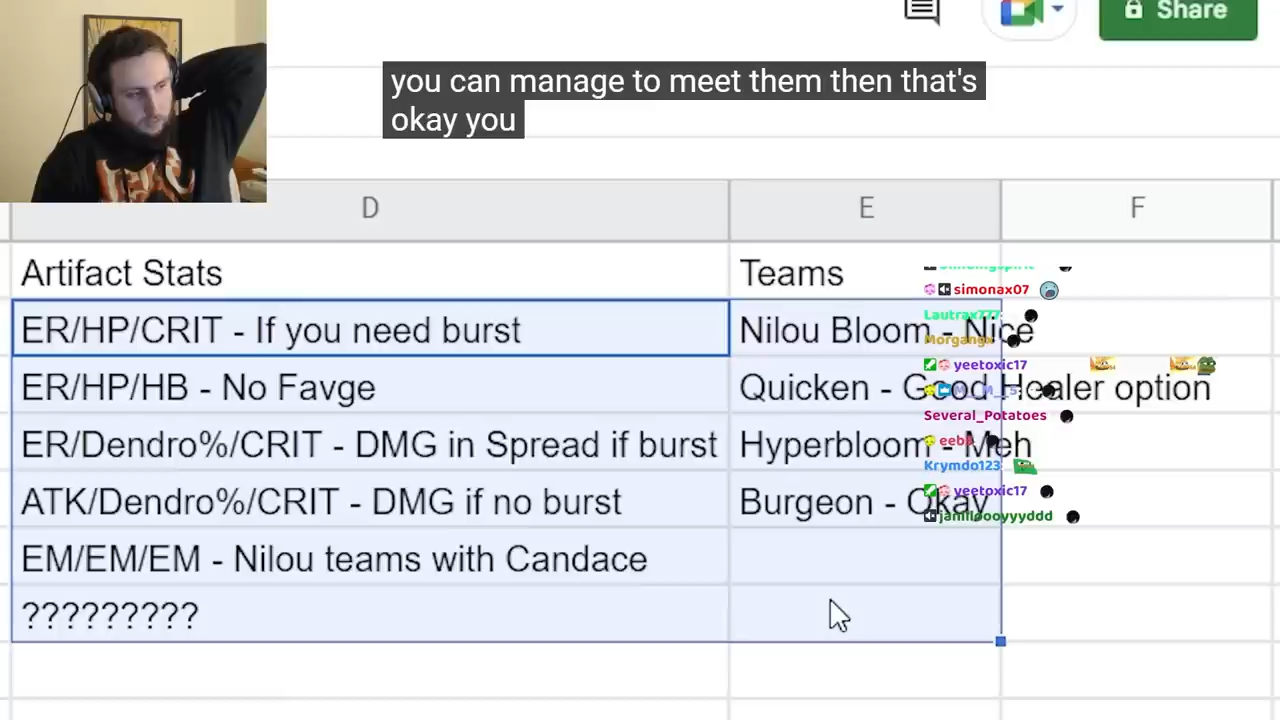 Share
you can manage to meet them then that's
okay you
D
E
F
Artifact Stats
Teams
ER/HP/CRIT - If you need burst
Nilou Bloom - Nice
ER/HP/HB - No Favge
Quicken - Good Healer option
ER/Dendro%/CRIT - DMG in Spread if burst
Hyperbloom - Meh
ATK/Dendro%/CRIT - DMG if no burst
Burgeon - Okay
EM/EM/EM - Nilou teams with Candace
?????????
simonax07
Lautrax777
yeetoxic17
Several_Potatoes
Krymdo123
yeetoxic17
jamildooyyyddd